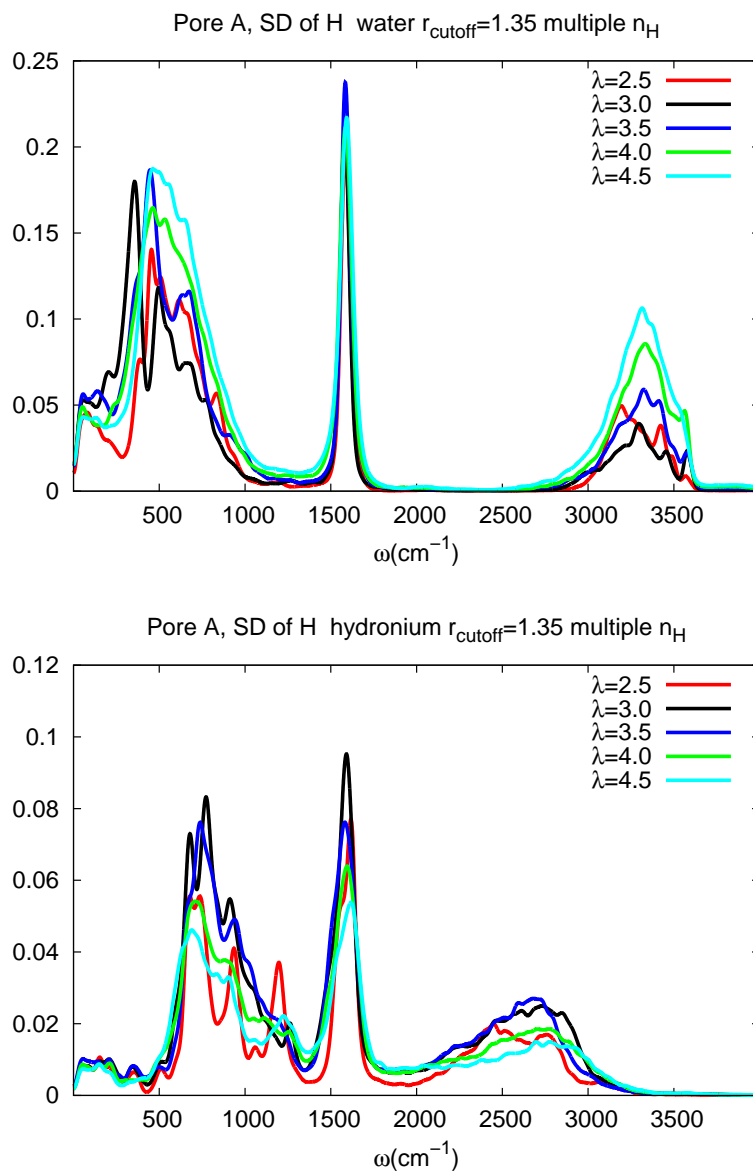 Pore A, SD of H water r_cutoff=1.35 multiple n_H
0.25
0.2
0.15
0.1
0.05
0
λ=2.5
λ=3.0
λ=3.5
λ=4.0
λ=4.5
500 1000 1500 2000 2500 3000 3500
ω(cm⁻¹)
Pore A, SD of H hydronium r_cutoff=1.35 multiple n_H
0.12
0.1
0.08
0.06
0.04
0.02
0
λ=2.5
λ=3.0
λ=3.5
λ=4.0
λ=4.5
500 1000 1500 2000 2500 3000 3500
ω(cm⁻¹)